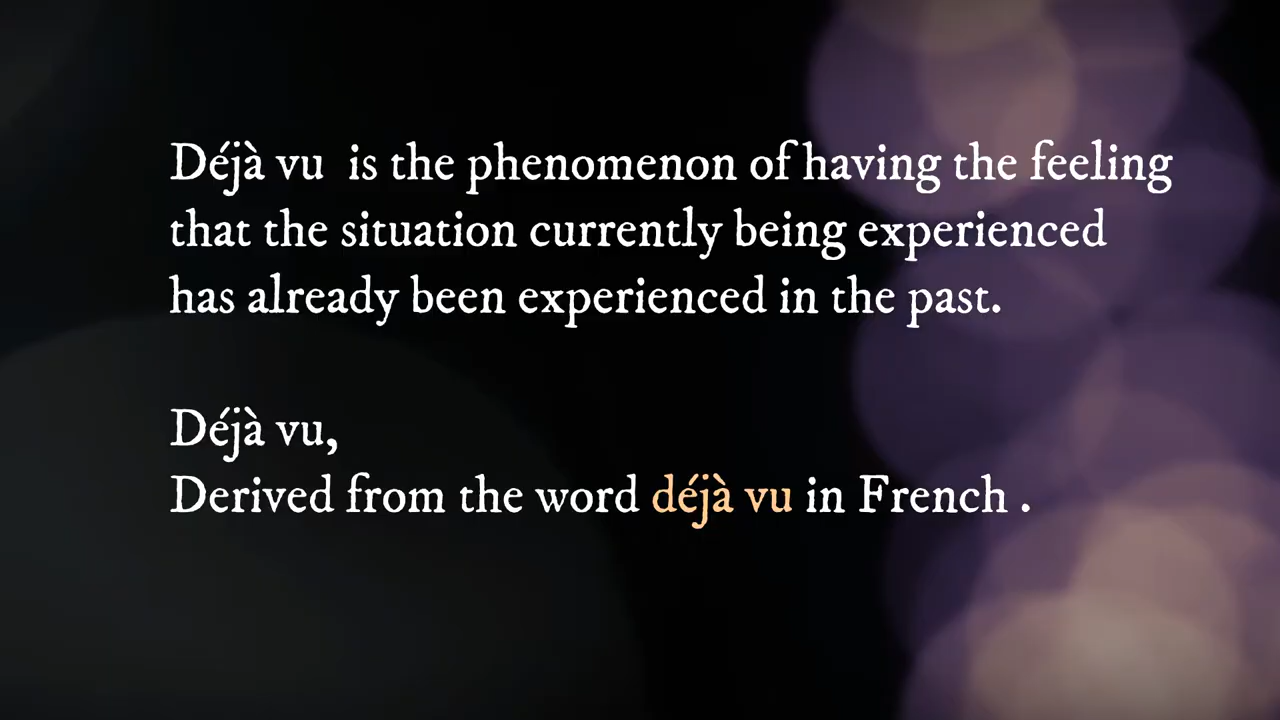 Déjà vu is the phenomenon of having the feeling
that the situation currently being experienced
has already been experienced in the past.
Déjà vu,
Derived from the word déjà vu in French .